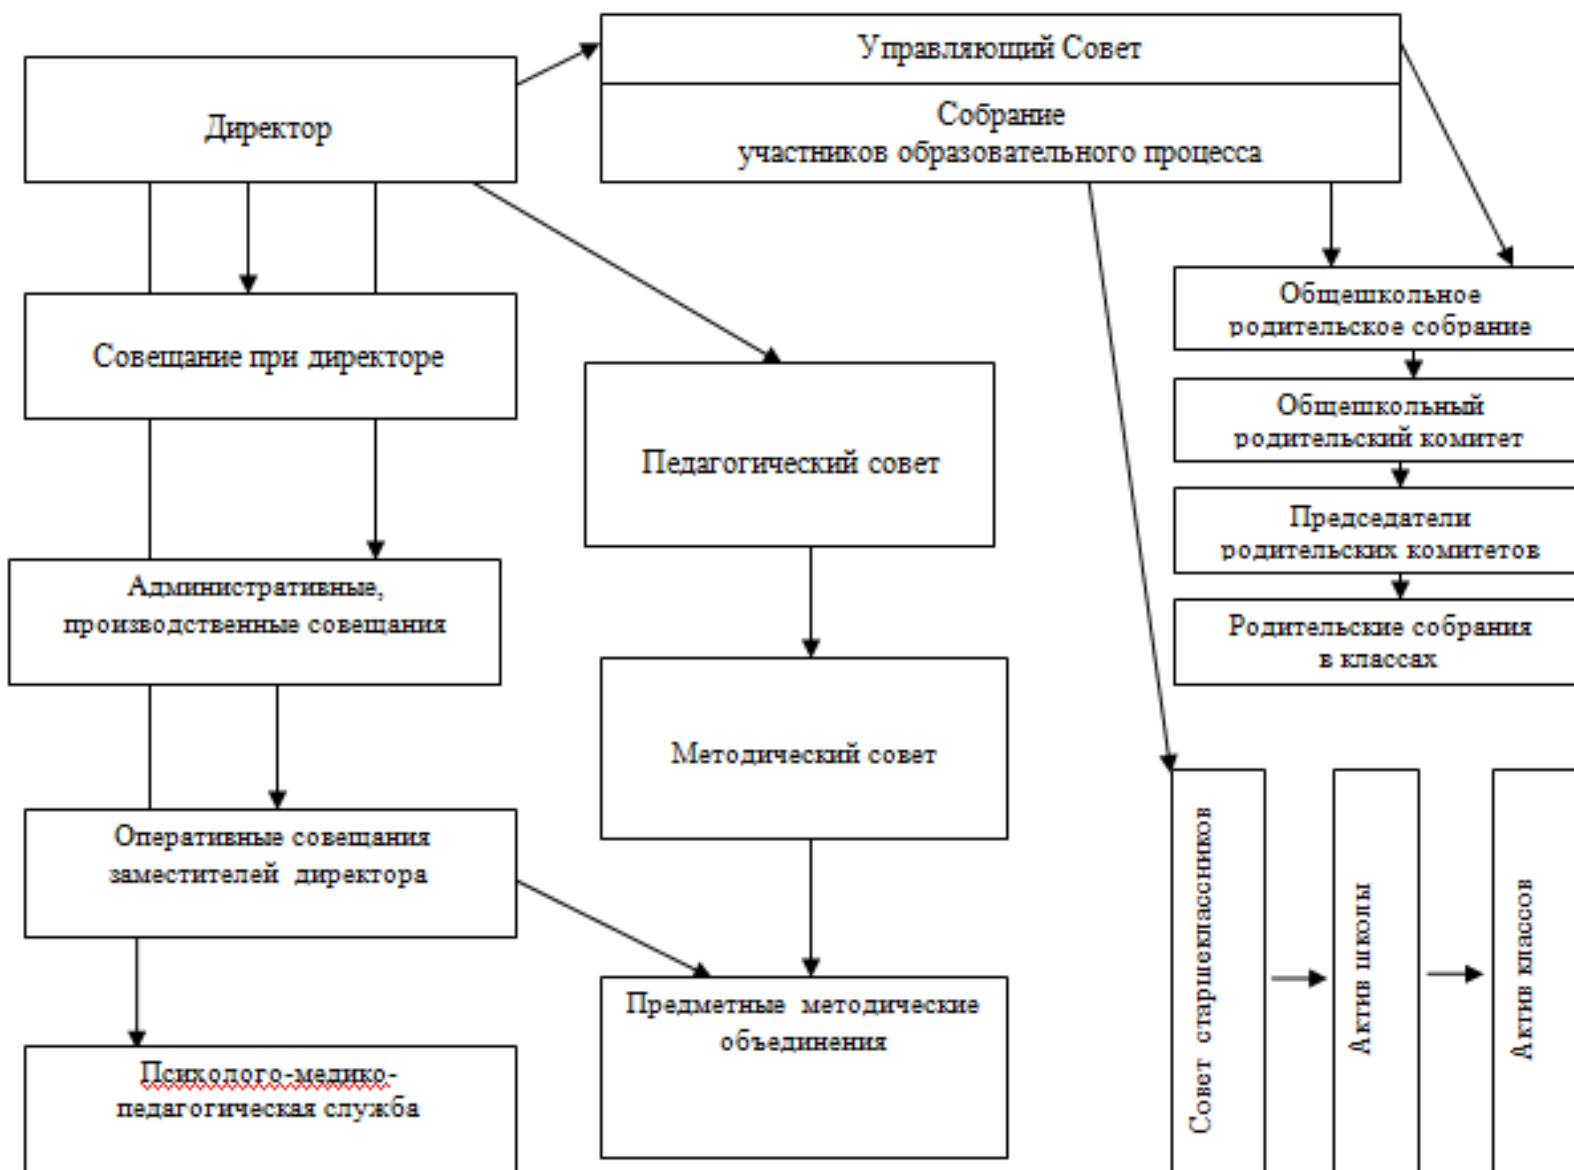 Управляющий Совет
Директор
Собрание
участников образовательного процесса
Общешкольное
родительское собрание
Совещание при директоре
Общешкольный
родительский комитет
Педагогический совет
Председатели
родительских комитетов
Административные,
производственные совещания
Родительские собрания
в классах
Методический совет
Оперативные совещания
заместителей директора
Совет старшеклассников
Актив школы
Актив классов
Предметные методические
объединения
Психолого-медико-
педагогическая служба